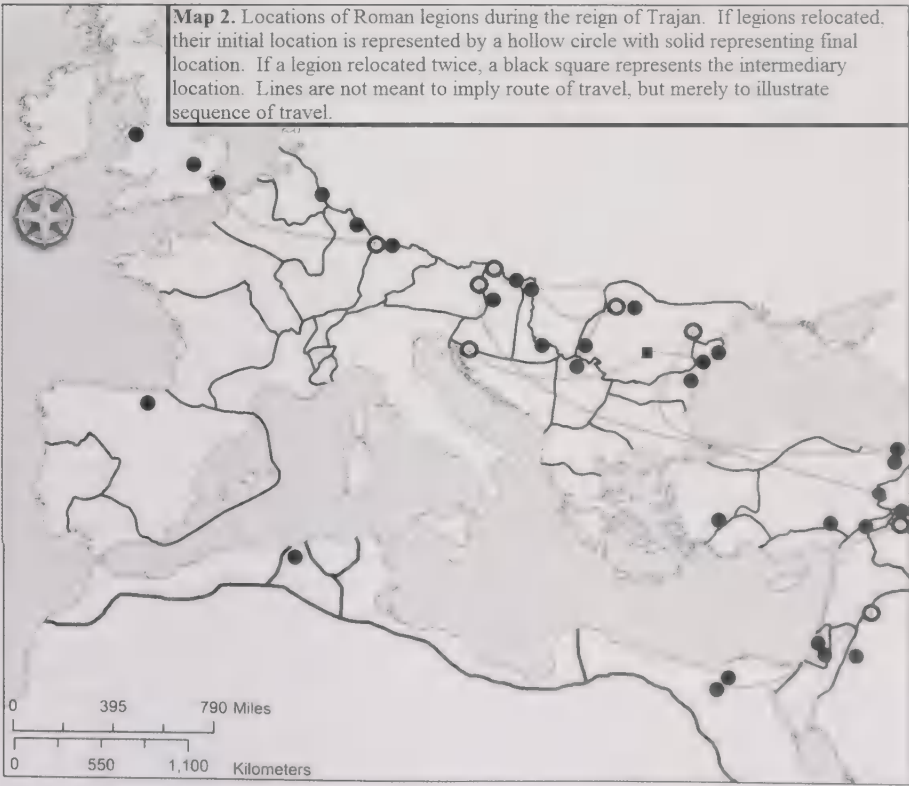 Map 2. Locations of Roman legions during the reign of Trajan. If legions relocated,
their initial location is represented by a hollow circle with solid representing final
location. If a legion relocated twice, a black square represents the intermediary
location. Lines are not meant to imply route of travel, but merely to illustrate
sequence of travel.
0 395 790 Miles
0 550 1,100 Kilometers